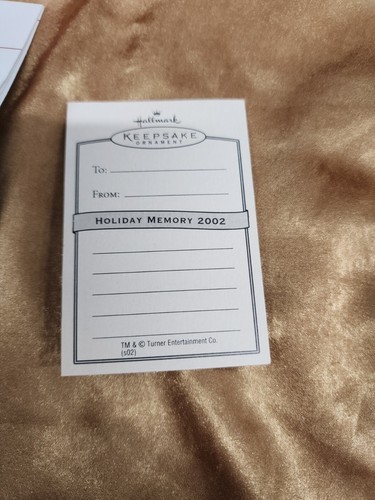 Hallmark
KEEPSAKE
ORNAMENT
TO:
FROM:
HOLIDAY MEMORY 2002
TM & © Turner Entertainment Co.
(s02)